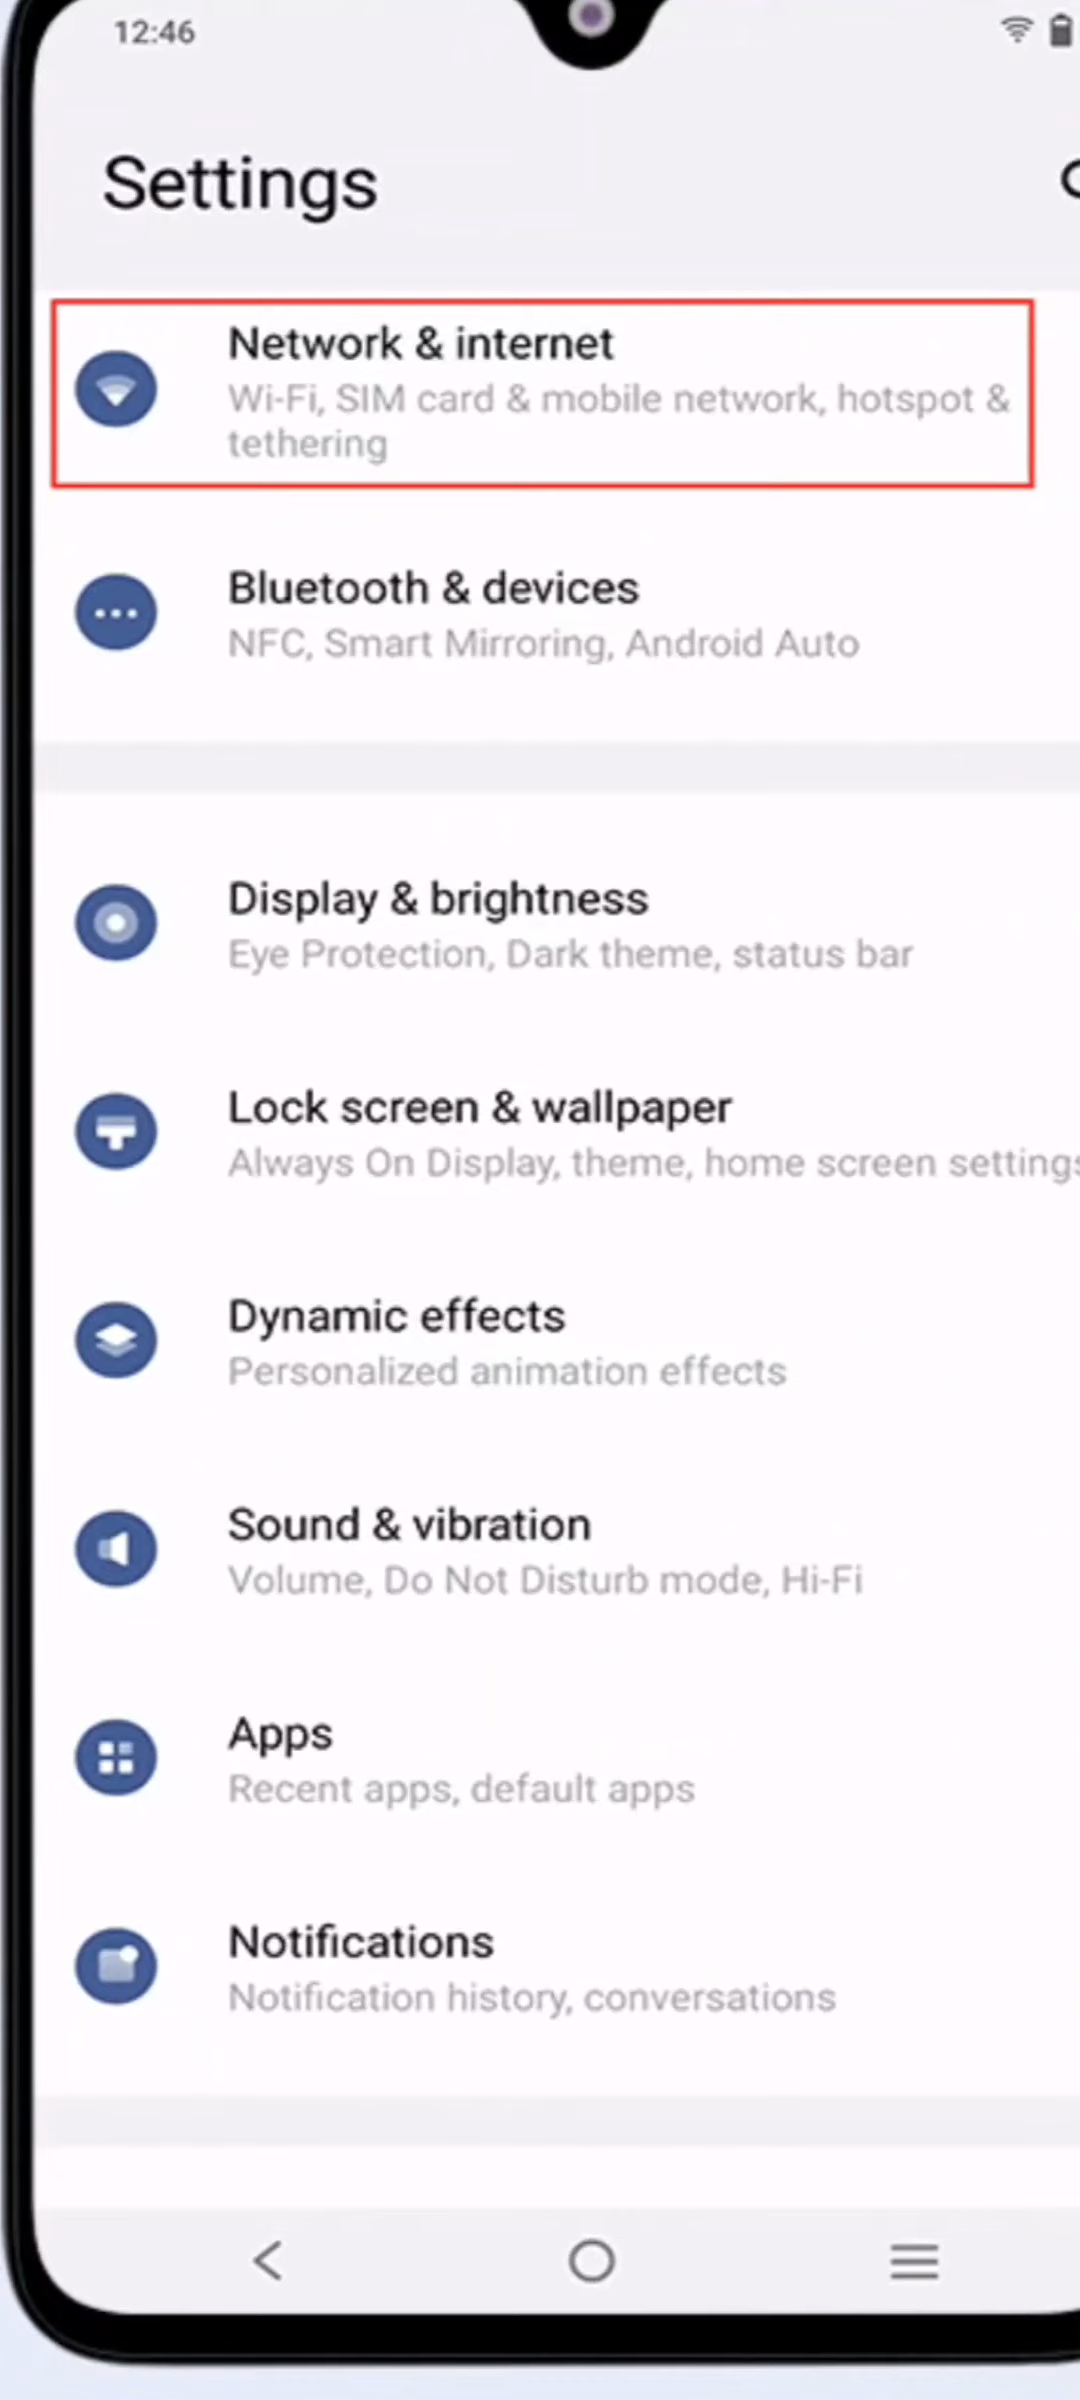 12:46
Settings
Network & internet
Wi-Fi, SIM card & mobile network, hotspot &
tethering
Bluetooth & devices
NFC, Smart Mirroring, Android Auto
Display & brightness
Eye Protection, Dark theme, status bar
Lock screen & wallpaper
Always On Display, theme, home screen settings
Dynamic effects
Personalized animation effects
Sound & vibration
Volume, Do Not Disturb mode, Hi-Fi
Apps
Recent apps, default apps
Notifications
Notification history, conversations